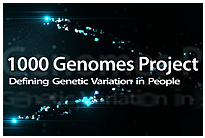 1000 Genomes Project
Defining Genetic Variation in People